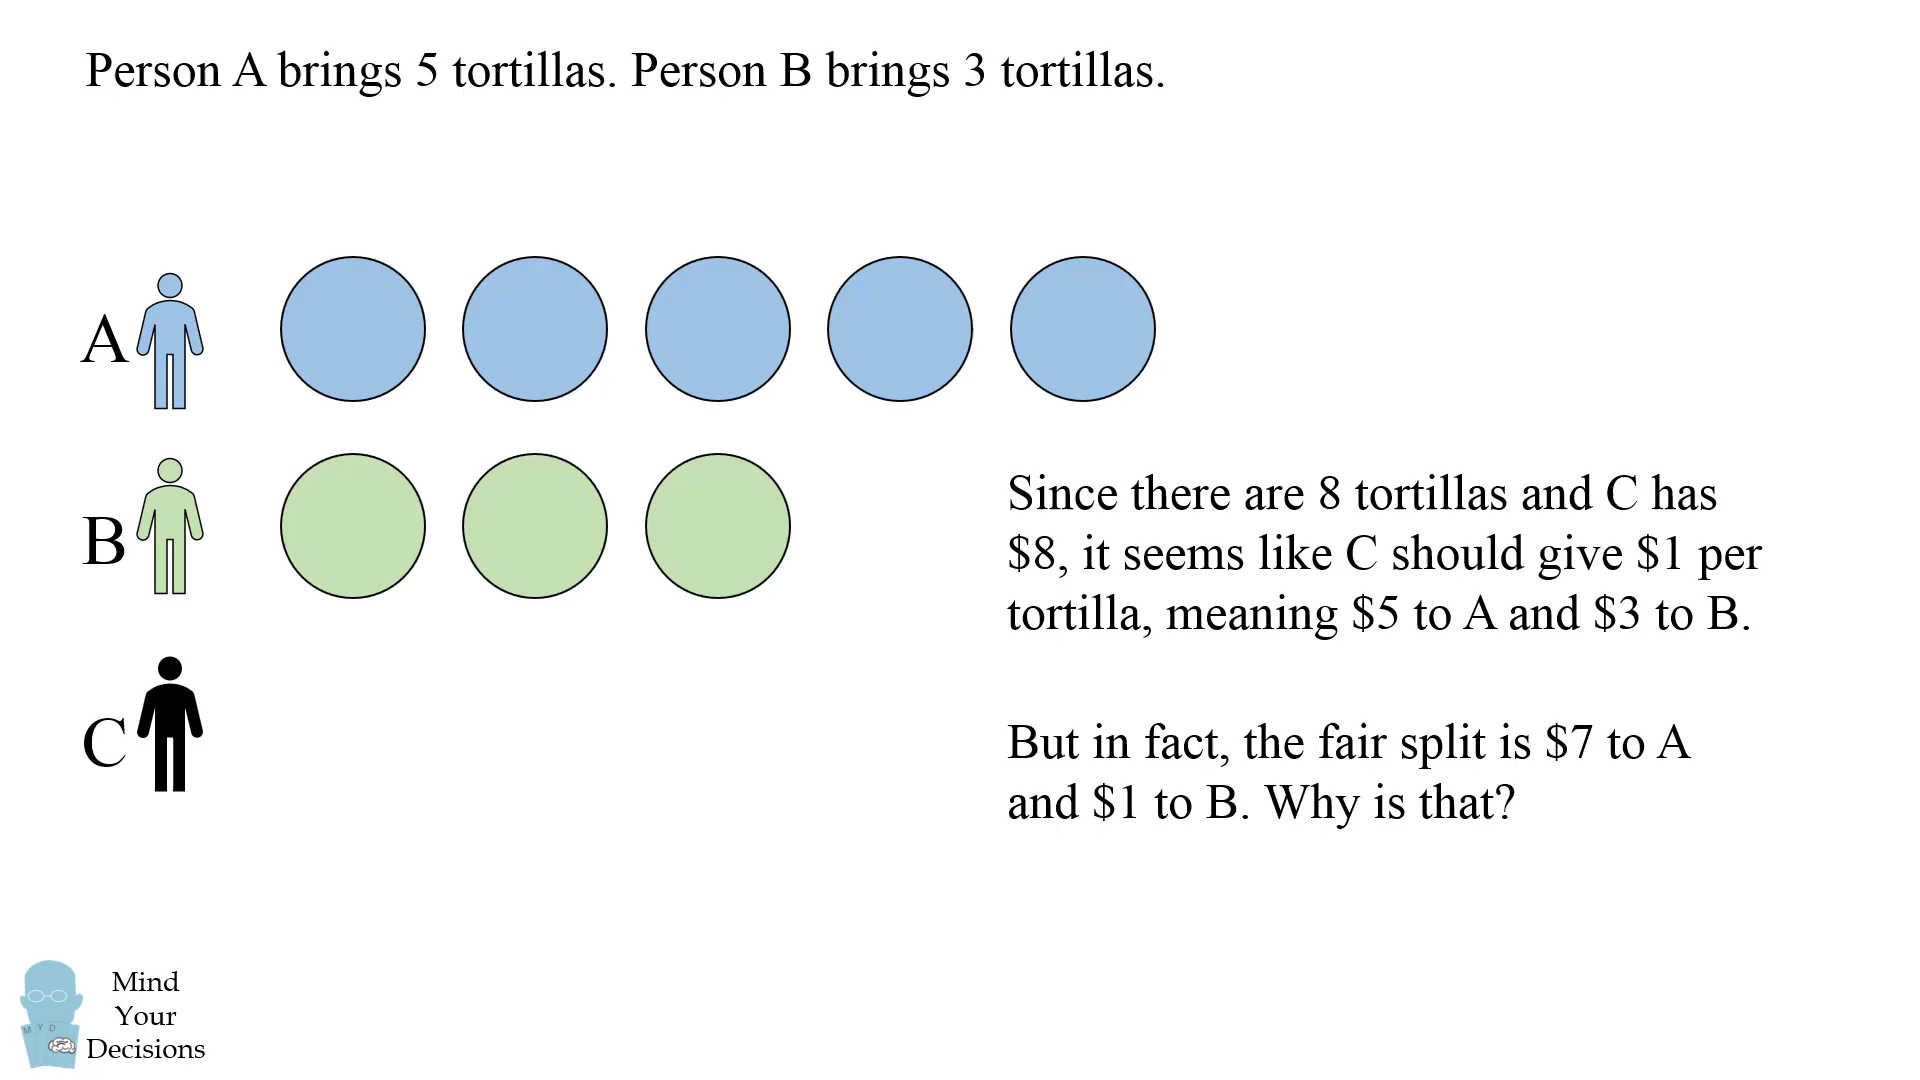 Person A brings 5 tortillas. Person B brings 3 tortillas.
A
B
C
Since there are 8 tortillas and C has
$8, it seems like C should give $1 per
tortilla, meaning $5 to A and $3 to B.
But in fact, the fair split is $7 to A
and $1 to B. Why is that?
M Y D
Mind
Your
Decisions